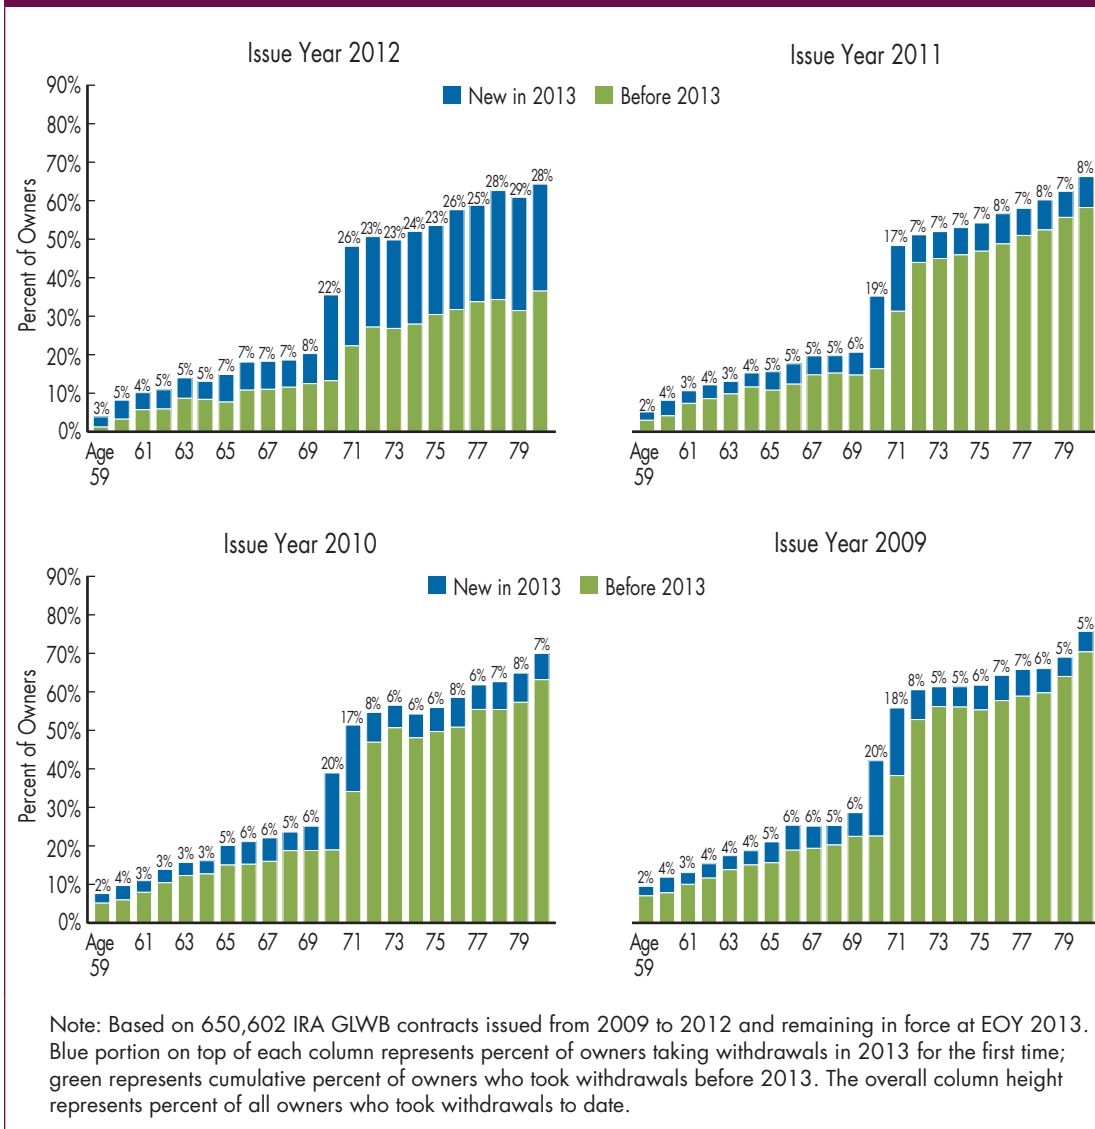 Issue Year 2012
New in 2013 Before 2013
Percent of Owners
90%
80%
70%
60%
50%
40%
30%
20%
10%
0%
3% 5% 4% 5% 5% 5% 7% 7% 7% 7% 8% 22% 26% 23% 23% 24% 23% 26% 25% 28% 29% 28%
Age 61 63 65 67 69 71 73 75 77 79
59
Issue Year 2011
2% 4% 3% 4% 3% 4% 5% 5% 5% 5% 6% 19% 17% 7% 7% 7% 7% 8% 7% 8% 7% 8%
Age 61 63 65 67 69 71 73 75 77 79
59
Issue Year 2010
New in 2013 Before 2013
Percent of Owners
90%
80%
70%
60%
50%
40%
30%
20%
10%
0%
2% 4% 3% 3% 3% 3% 5% 6% 6% 5% 6% 20% 17% 8% 6% 6% 6% 8% 6% 7% 8% 7%
Age 61 63 65 67 69 71 73 75 77 79
59
Issue Year 2009
2% 4% 3% 4% 4% 4% 5% 6% 6% 5% 6% 20% 18% 8% 5% 5% 6% 7% 7% 6% 5% 5%
Age 61 63 65 67 69 71 73 75 77 79
59
Note: Based on 650,602 IRA GLWB contracts issued from 2009 to 2012 and remaining in force at EOY 2013.
Blue portion on top of each column represents percent of owners taking withdrawals in 2013 for the first time;
green represents cumulative percent of owners who took withdrawals before 2013. The overall column height
represents percent of all owners who took withdrawals to date.